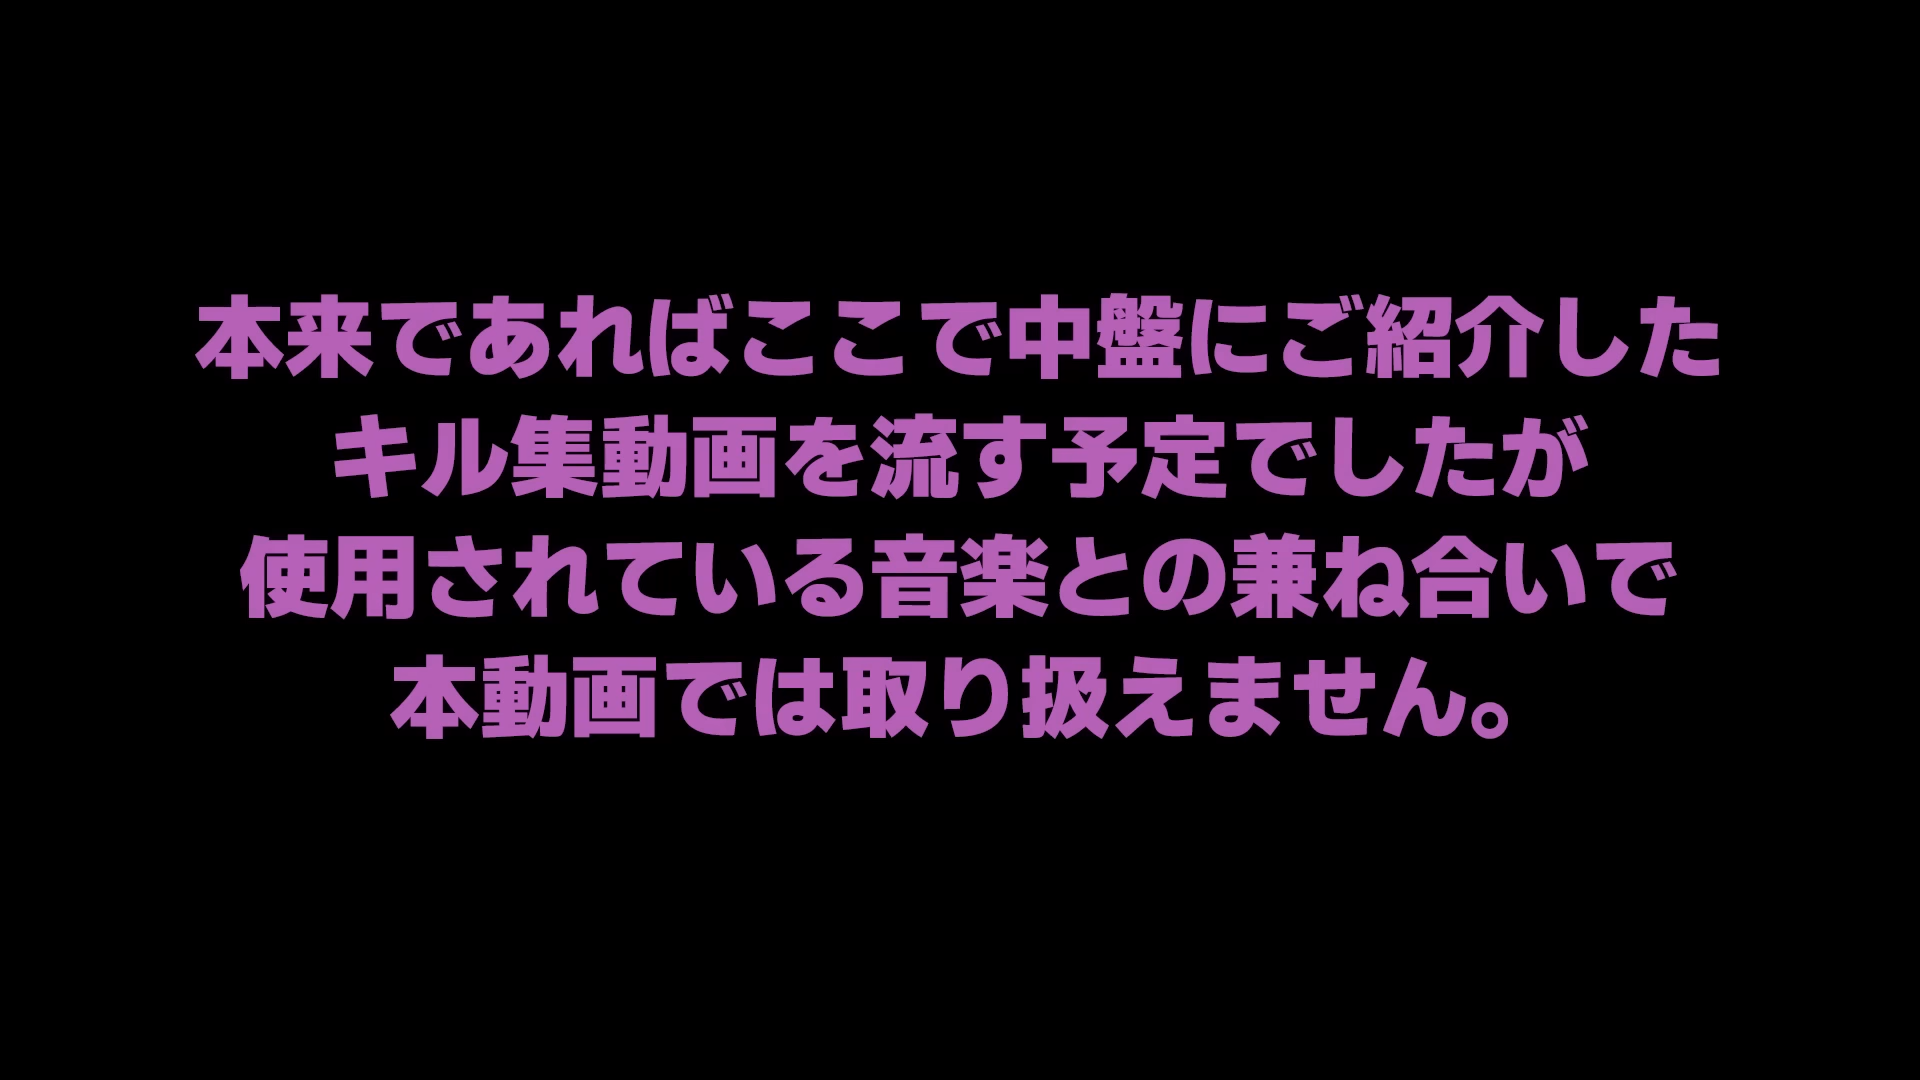 本来であればここで中盤にご紹介した
キル集動画を流す予定でしたが
使用されている音楽との兼ね合いで
本動画では取り扱えません。